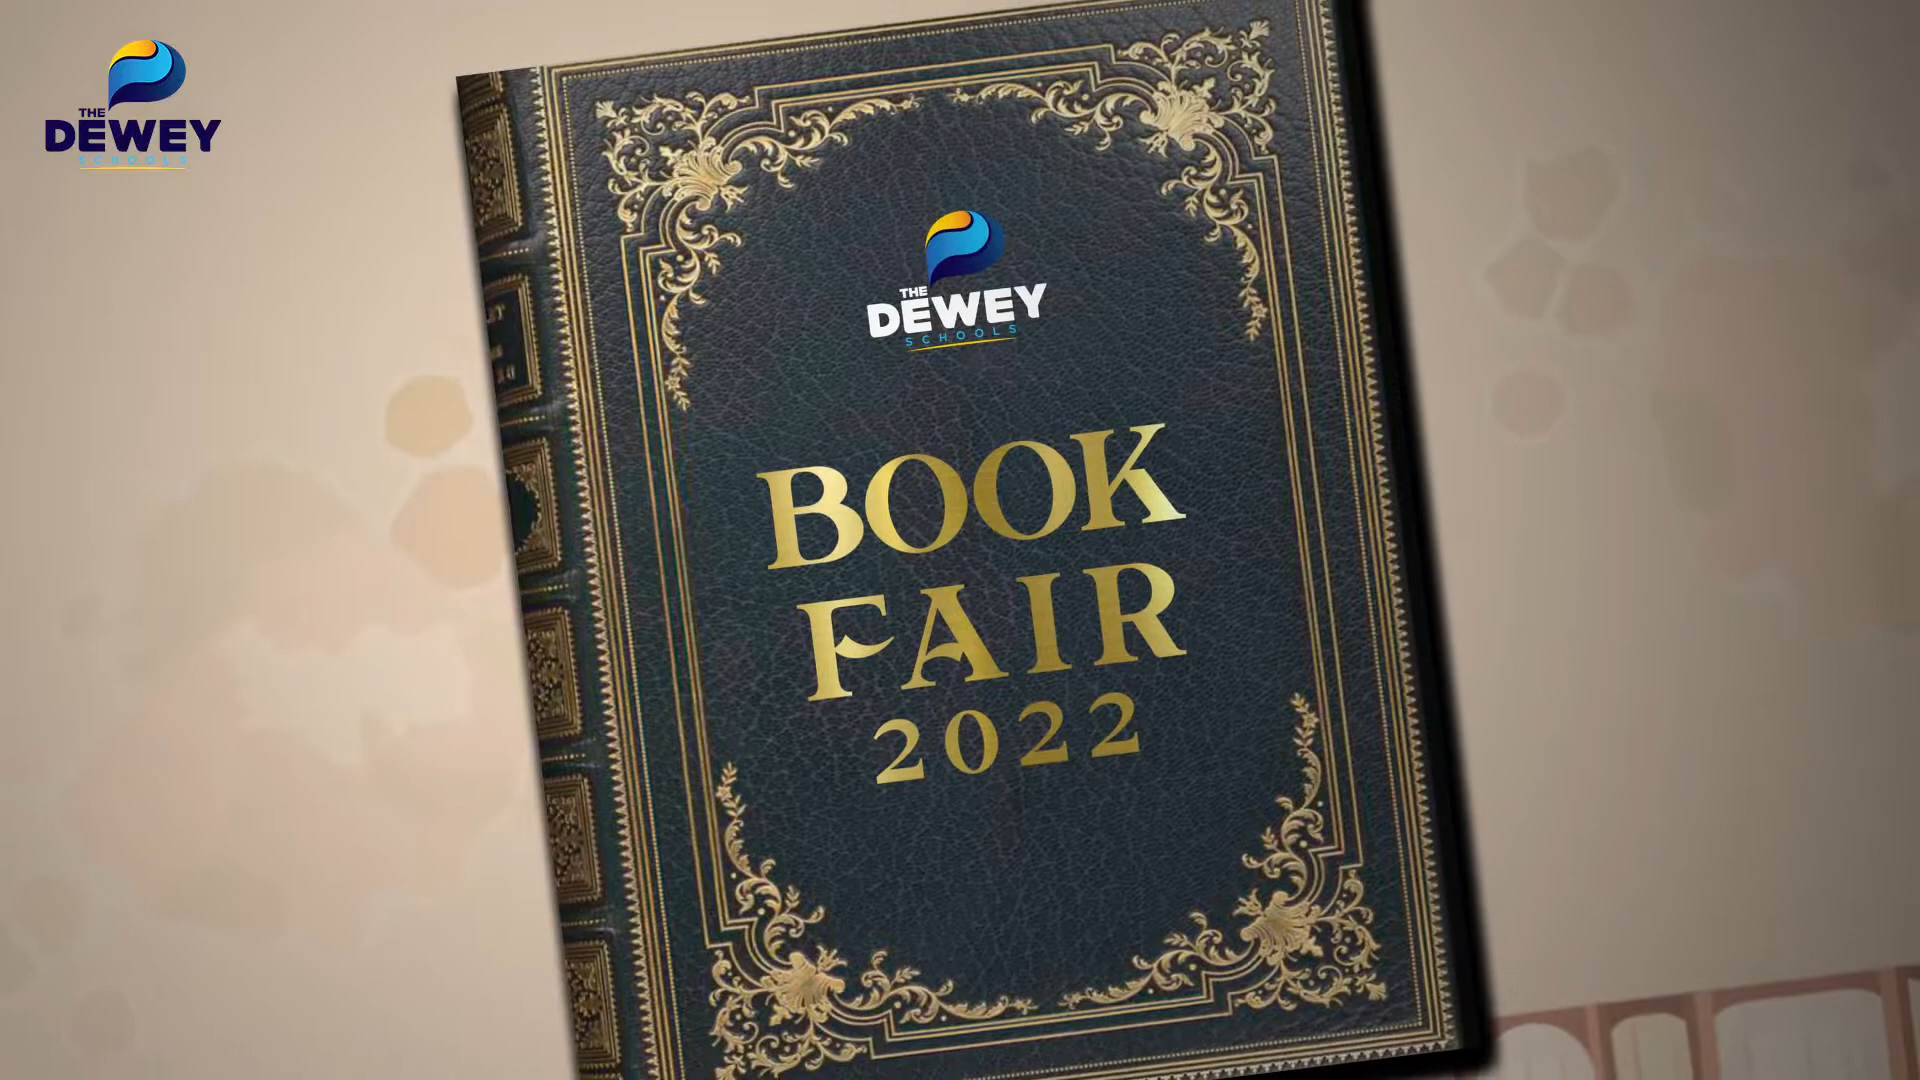 THE
DEWEY
SCHOOLS
THE
DEWEY
SCHOOLS
BOOK
FAIR
2022